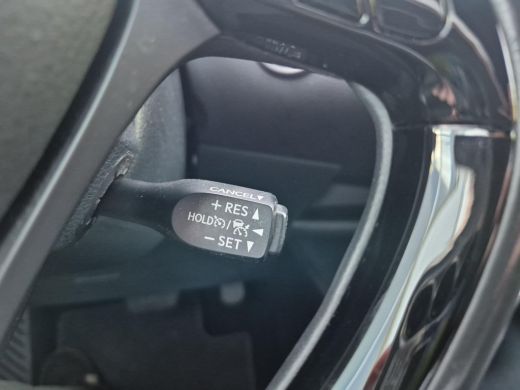 CANCEL
+ RES
HOLD /
- SET